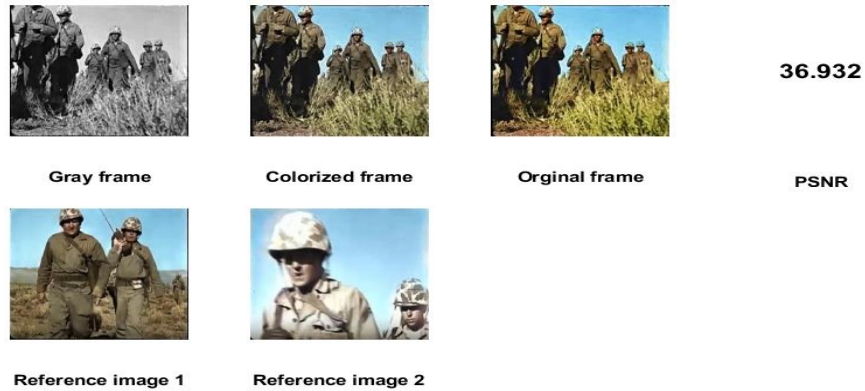 36.932
Gray frame
Colorized frame
Orginal frame
PSNR
Reference image 1
Reference image 2